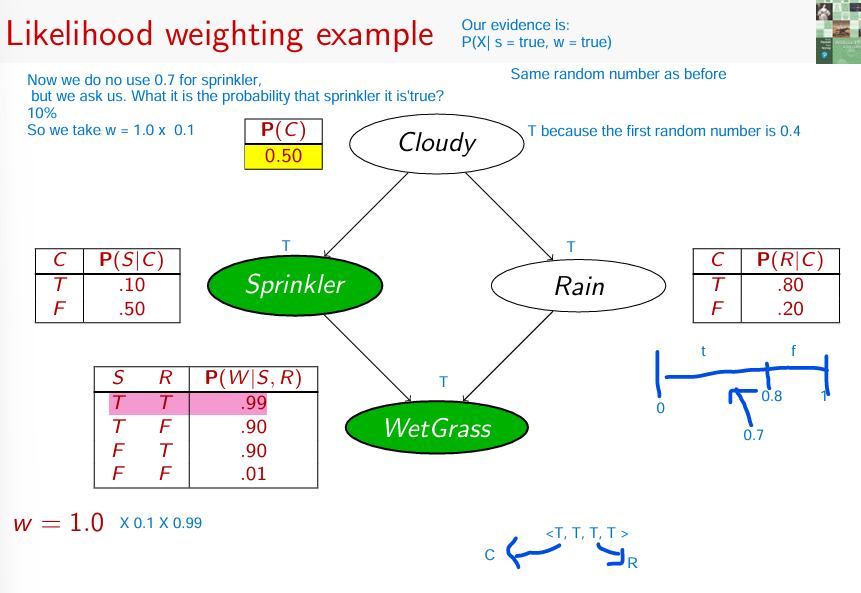 Likelihood weighting example
Our evidence is:
P(X| s = true, w = true)
Now we do no use 0.7 for sprinkler,
but we ask us. What it is the probability that sprinkler it is'true?
10%
So we take w = 1.0 x 0.1
Same random number as before
P(C)
0.50
Cloudy
T because the first random number is 0.4
T
T
C P(S|C)
T .10
F .50
Sprinkler
Rain
C P(R|C)
T .80
F .20
t f
0 0.8 1
0.7
S R P(W|S, R)
T T .99
T F .90
F T .90
F F .01
T
WetGrass
w = 1.0 X 0.1 X 0.99
<T, T, T, T >
C R